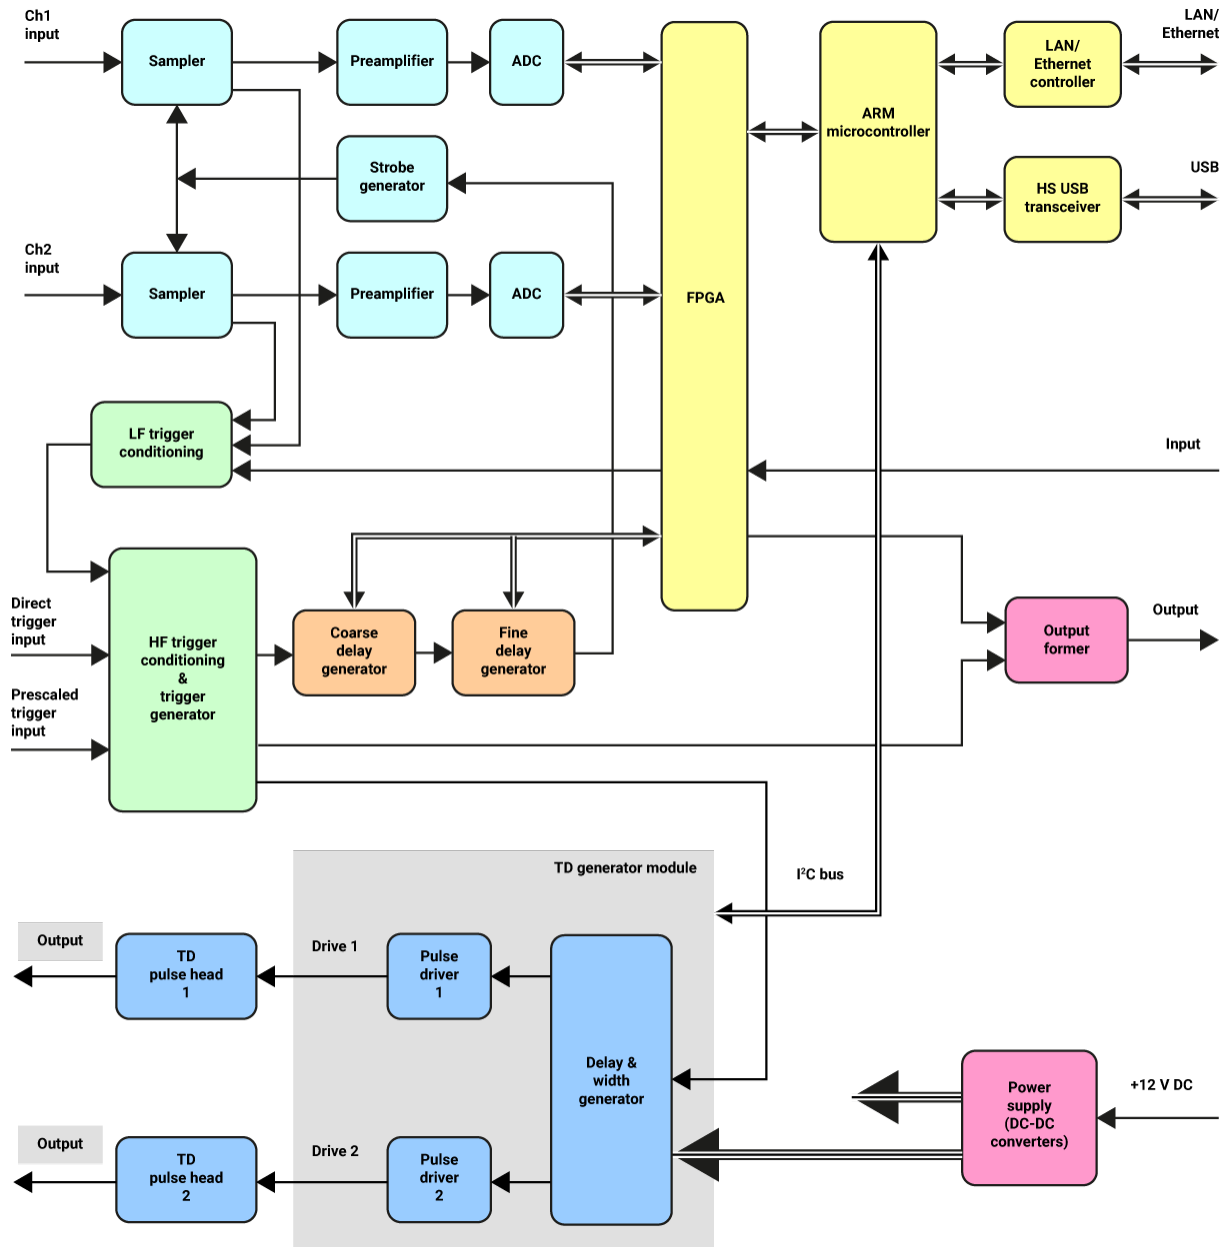 Ch1
input
Sampler
Preamplifier
ADC
Strobe
generator
Ch2
input
Sampler
Preamplifier
ADC
FPGA
ARM
microcontroller
LAN/
Ethernet
controller
LAN/
Ethernet
HS USB
transceiver
USB
LF trigger
conditioning
Input
Direct
trigger
input
Prescaled
trigger
input
HF trigger
conditioning
&
trigger
generator
Coarse
delay
generator
Fine
delay
generator
Output
former
Output
TD generator module
I²C bus
Output
TD
pulse head
1
Drive 1
Pulse
driver
1
Delay &
width
generator
Output
TD
pulse head
2
Drive 2
Pulse
driver
2
Power
supply
(DC-DC
converters)
+12 V DC